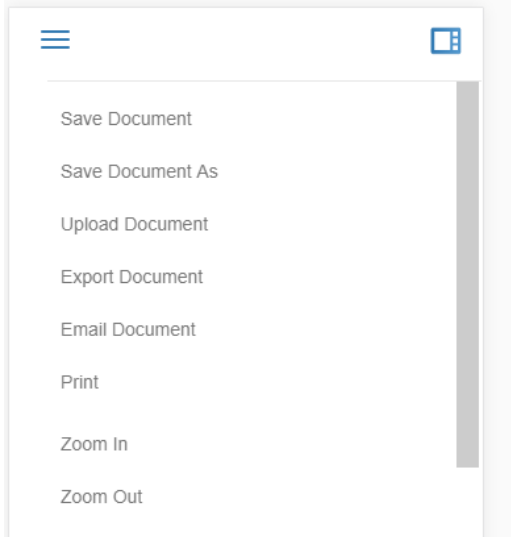 Save Document
Save Document As
Upload Document
Export Document
Email Document
Print
Zoom In
Zoom Out